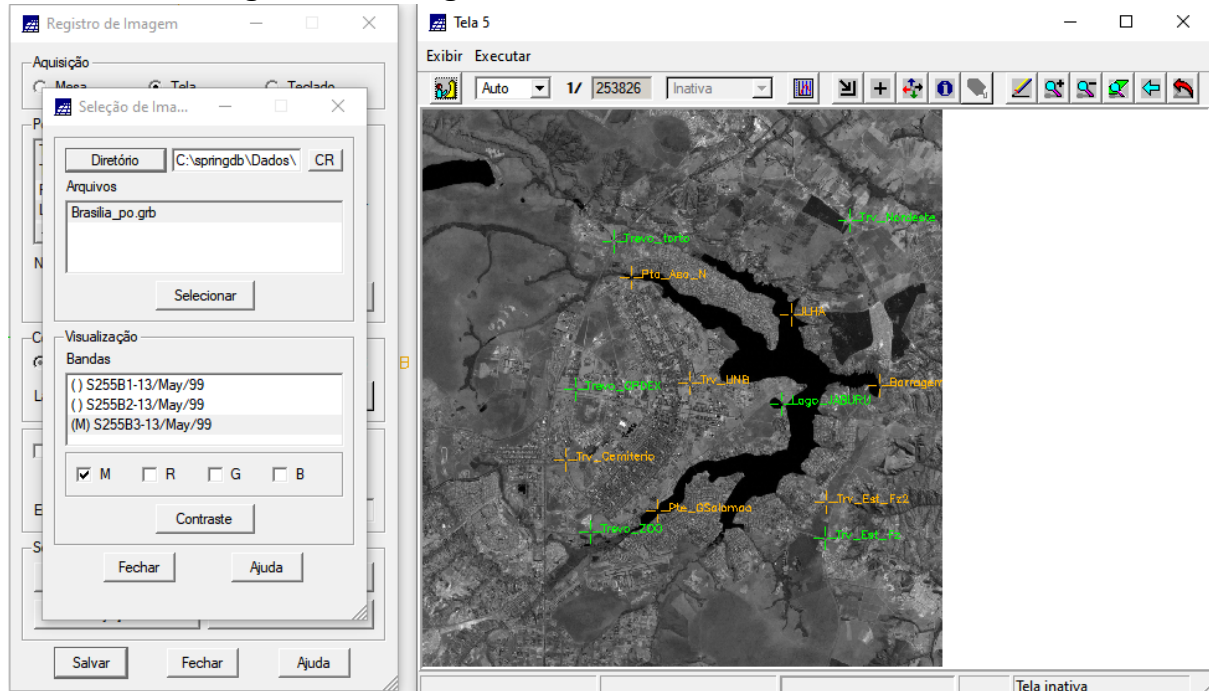 Registro de Imagem
Aquisição
Mesa Tela Teclado
Seleção de Ima...
Diretório C:\springdb\Dados\ CR
Arquivos
Brasilia_po.grb
Selecionar
Visualização
Bandas
( ) S255B1-13/May/99
( ) S255B2-13/May/99
(M) S255B3-13/May/99
M R G B
Contraste
Fechar Ajuda
Salvar Fechar Ajuda
Tela 5
Exibir Executar
Auto 1/ 253826 Inativa
Trv_Nordeste
Trevo_torto
Pta_Asa_N
ILHA
Trv_UNB
Barragem
Lago_JABURU
Trv_Cemiterio
Trv_Est_Fz2
Pte_GSalomao
Trevo_ZOO
Trv_Est_Fz
Tela inativa